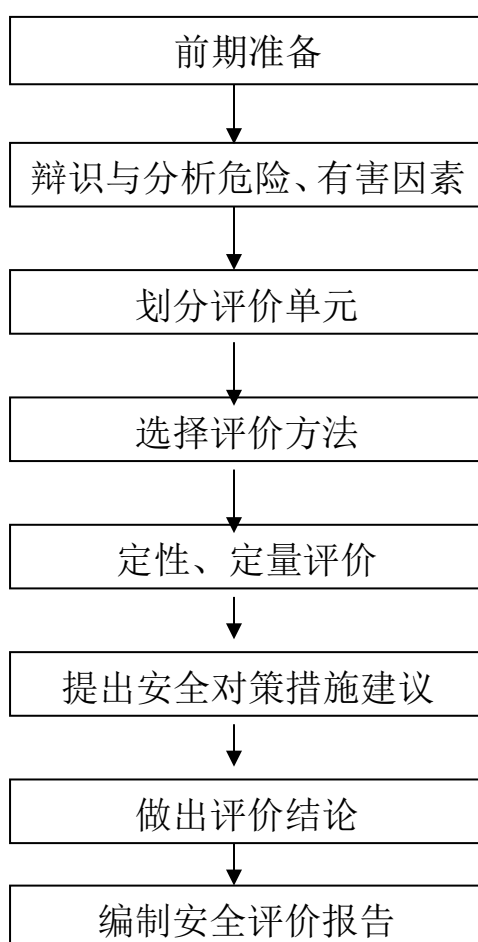 前期准备
辩识与分析危险、有害因素
划分评价单元
选择评价方法
定性、定量评价
提出安全对策措施建议
做出评价结论
编制安全评价报告